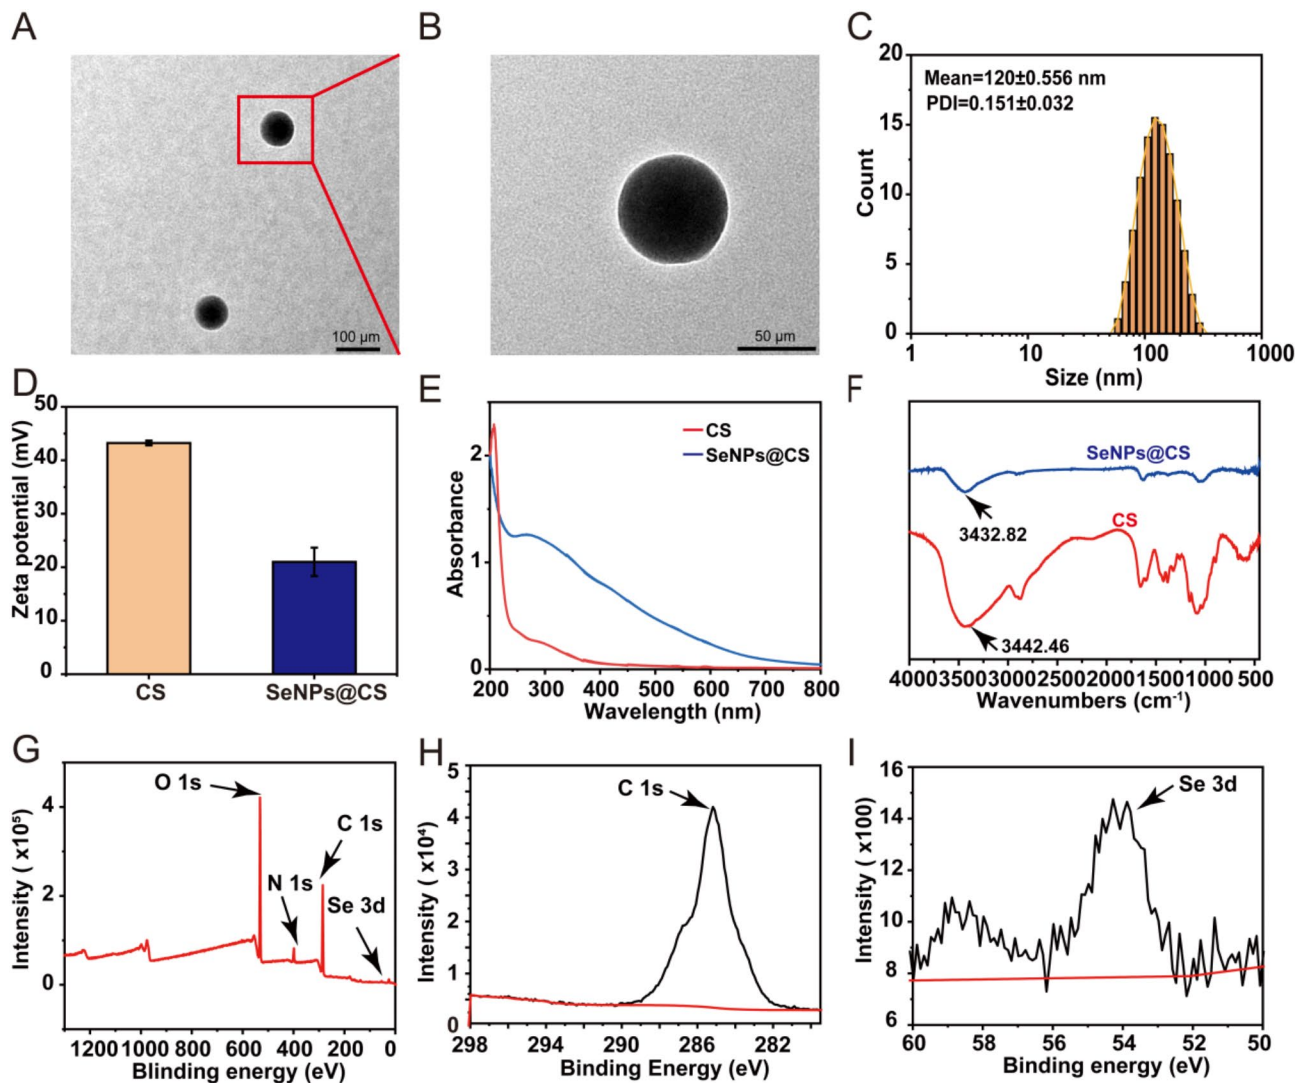 A
100 μm
B
50 μm
C
Mean=120±0.556 nm
PDI=0.151±0.032
Count
20
15
10
5
0
1 10 100 1000
Size (nm)
D
Zeta potential (mV)
50
40
30
20
10
0
CS SeNPs@CS
E
CS
SeNPs@CS
Absorbance
2
1
0
200 300 400 500 600 700 800
Wavelength (nm)
F
SeNPs@CS
3432.82
CS
3442.46
4000 3500 3000 2500 2000 1500 1000 500
Wavenumbers (cm⁻¹)
G
O 1s
C 1s
N 1s
Se 3d
Intensity ( x10⁵)
4
2
0
1200 1000 800 600 400 200 0
Blinding energy (eV)
H
C 1s
Intensity ( x10⁴)
5
4
3
2
1
0
298 294 290 286 282
Binding Energy (eV)
I
Se 3d
Intensity ( x100)
16
14
12
10
8
6
60 58 56 54 52 50
Binding energy (eV)